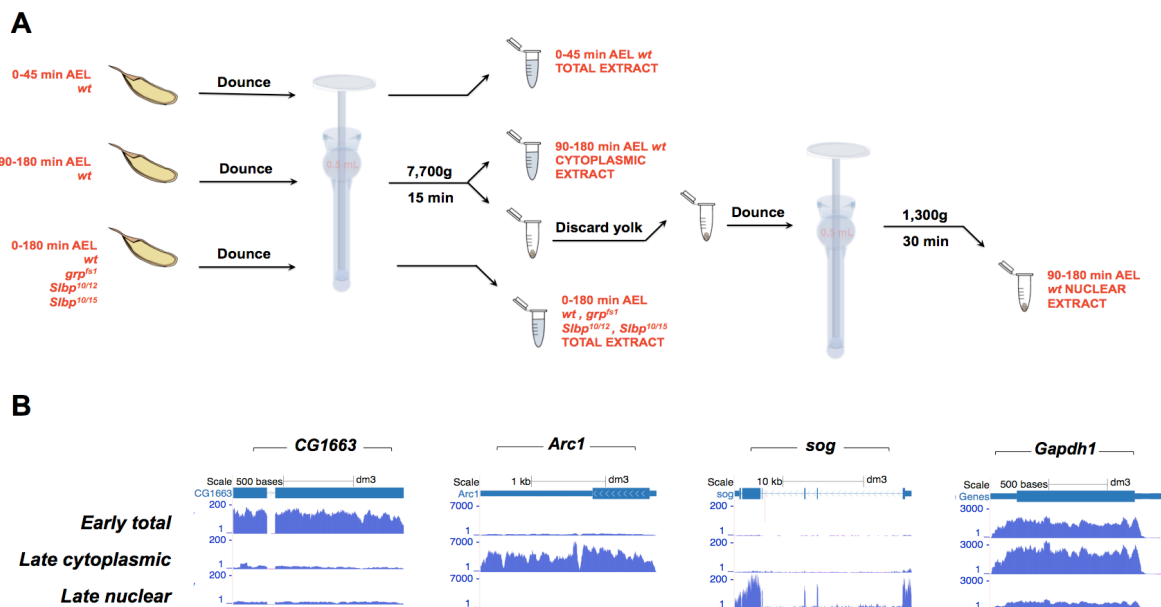 A
0-45 min AEL
wt
Dounce
0-45 min AEL wt
TOTAL EXTRACT
90-180 min AEL
wt
Dounce
0.5 mL
7,700g
15 min
90-180 min AEL wt
CYTOPLASMIC
EXTRACT
Discard yolk
Dounce
0.5 mL
1,300g
30 min
90-180 min AEL
wt NUCLEAR
EXTRACT
0-180 min AEL
wt
grpfs1
Slbp10/12
Slbp10/15
Dounce
0-180 min AEL
wt , grpfs1
Slbp10/12 , Slbp10/15
TOTAL EXTRACT
B
CG1663
Arc1
sog
Gapdh1
Scale 500 bases dm3
CG1663
Scale 1 kb dm3
Arc1
Scale 10 kb dm3
sog
Scale 500 bases dm3
Genes
Early total
200
1
7000
1
200
1
3000
1
Late cytoplasmic
200
1
7000
1
200
1
3000
1
Late nuclear
200
1
7000
1
200
1
3000
1